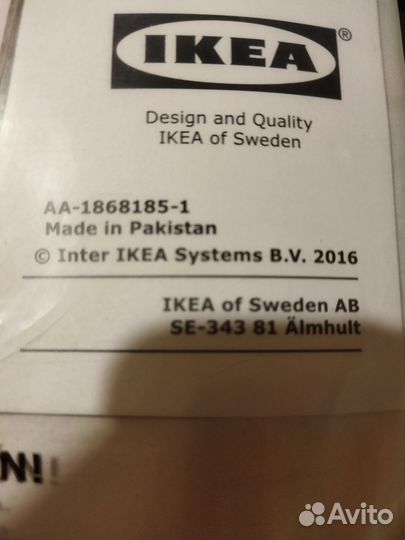 IKEA®
Design and Quality
IKEA of Sweden
AA-1868185-1
Made in Pakistan
© Inter IKEA Systems B.V. 2016
IKEA of Sweden AB
SE-343 81 Älmhult
N!
Avito